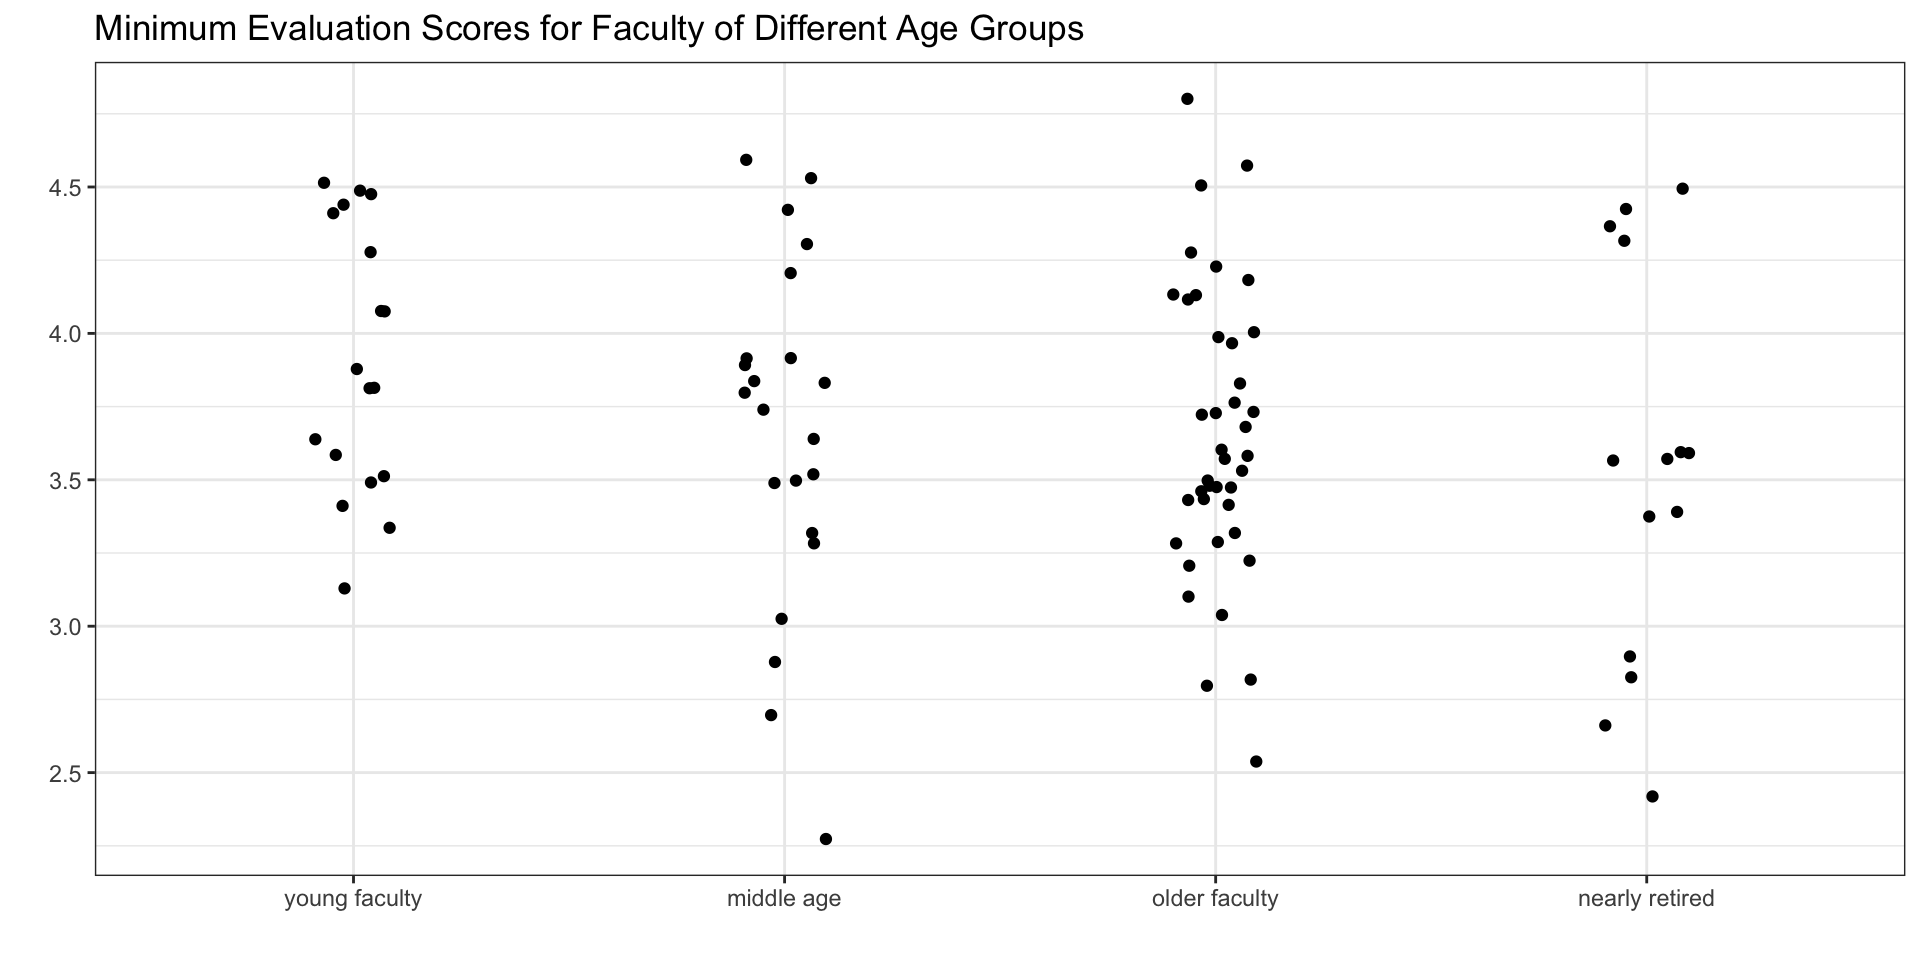 Minimum Evaluation Scores for Faculty of Different Age Groups
4.5
4.0
3.5
3.0
2.5
young faculty middle age older faculty nearly retired